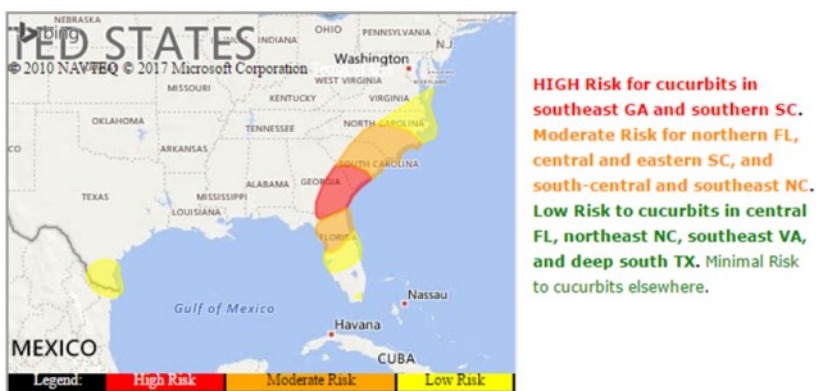 NEBRASKA
bing
TED STATES
© 2010 NAVTEQ © 2017 Microsoft Corporation
INDIANA
OHIO
PENNSYLVANIA
N.J.
Washington
WEST VIRGINIA
MISSOURI
KENTUCKY
VIRGINIA
OKLAHOMA
TENNESSEE
NORTH CAROLINA
ARKANSAS
SOUTH CAROLINA
CO
MISSISSIPPI
ALABAMA
GEORGIA
TEXAS
LOUISIANA
FLORIDA
Gulf of Mexico
Nassau
Havana
MEXICO
CUBA
Legend: High Risk Moderate Risk Low Risk
HIGH Risk for cucurbits in
southeast GA and southern SC.
Moderate Risk for northern FL,
central and eastern SC, and
south-central and southeast NC.
Low Risk to cucurbits in central
FL, northeast NC, southeast VA,
and deep south TX. Minimal Risk
to cucurbits elsewhere.